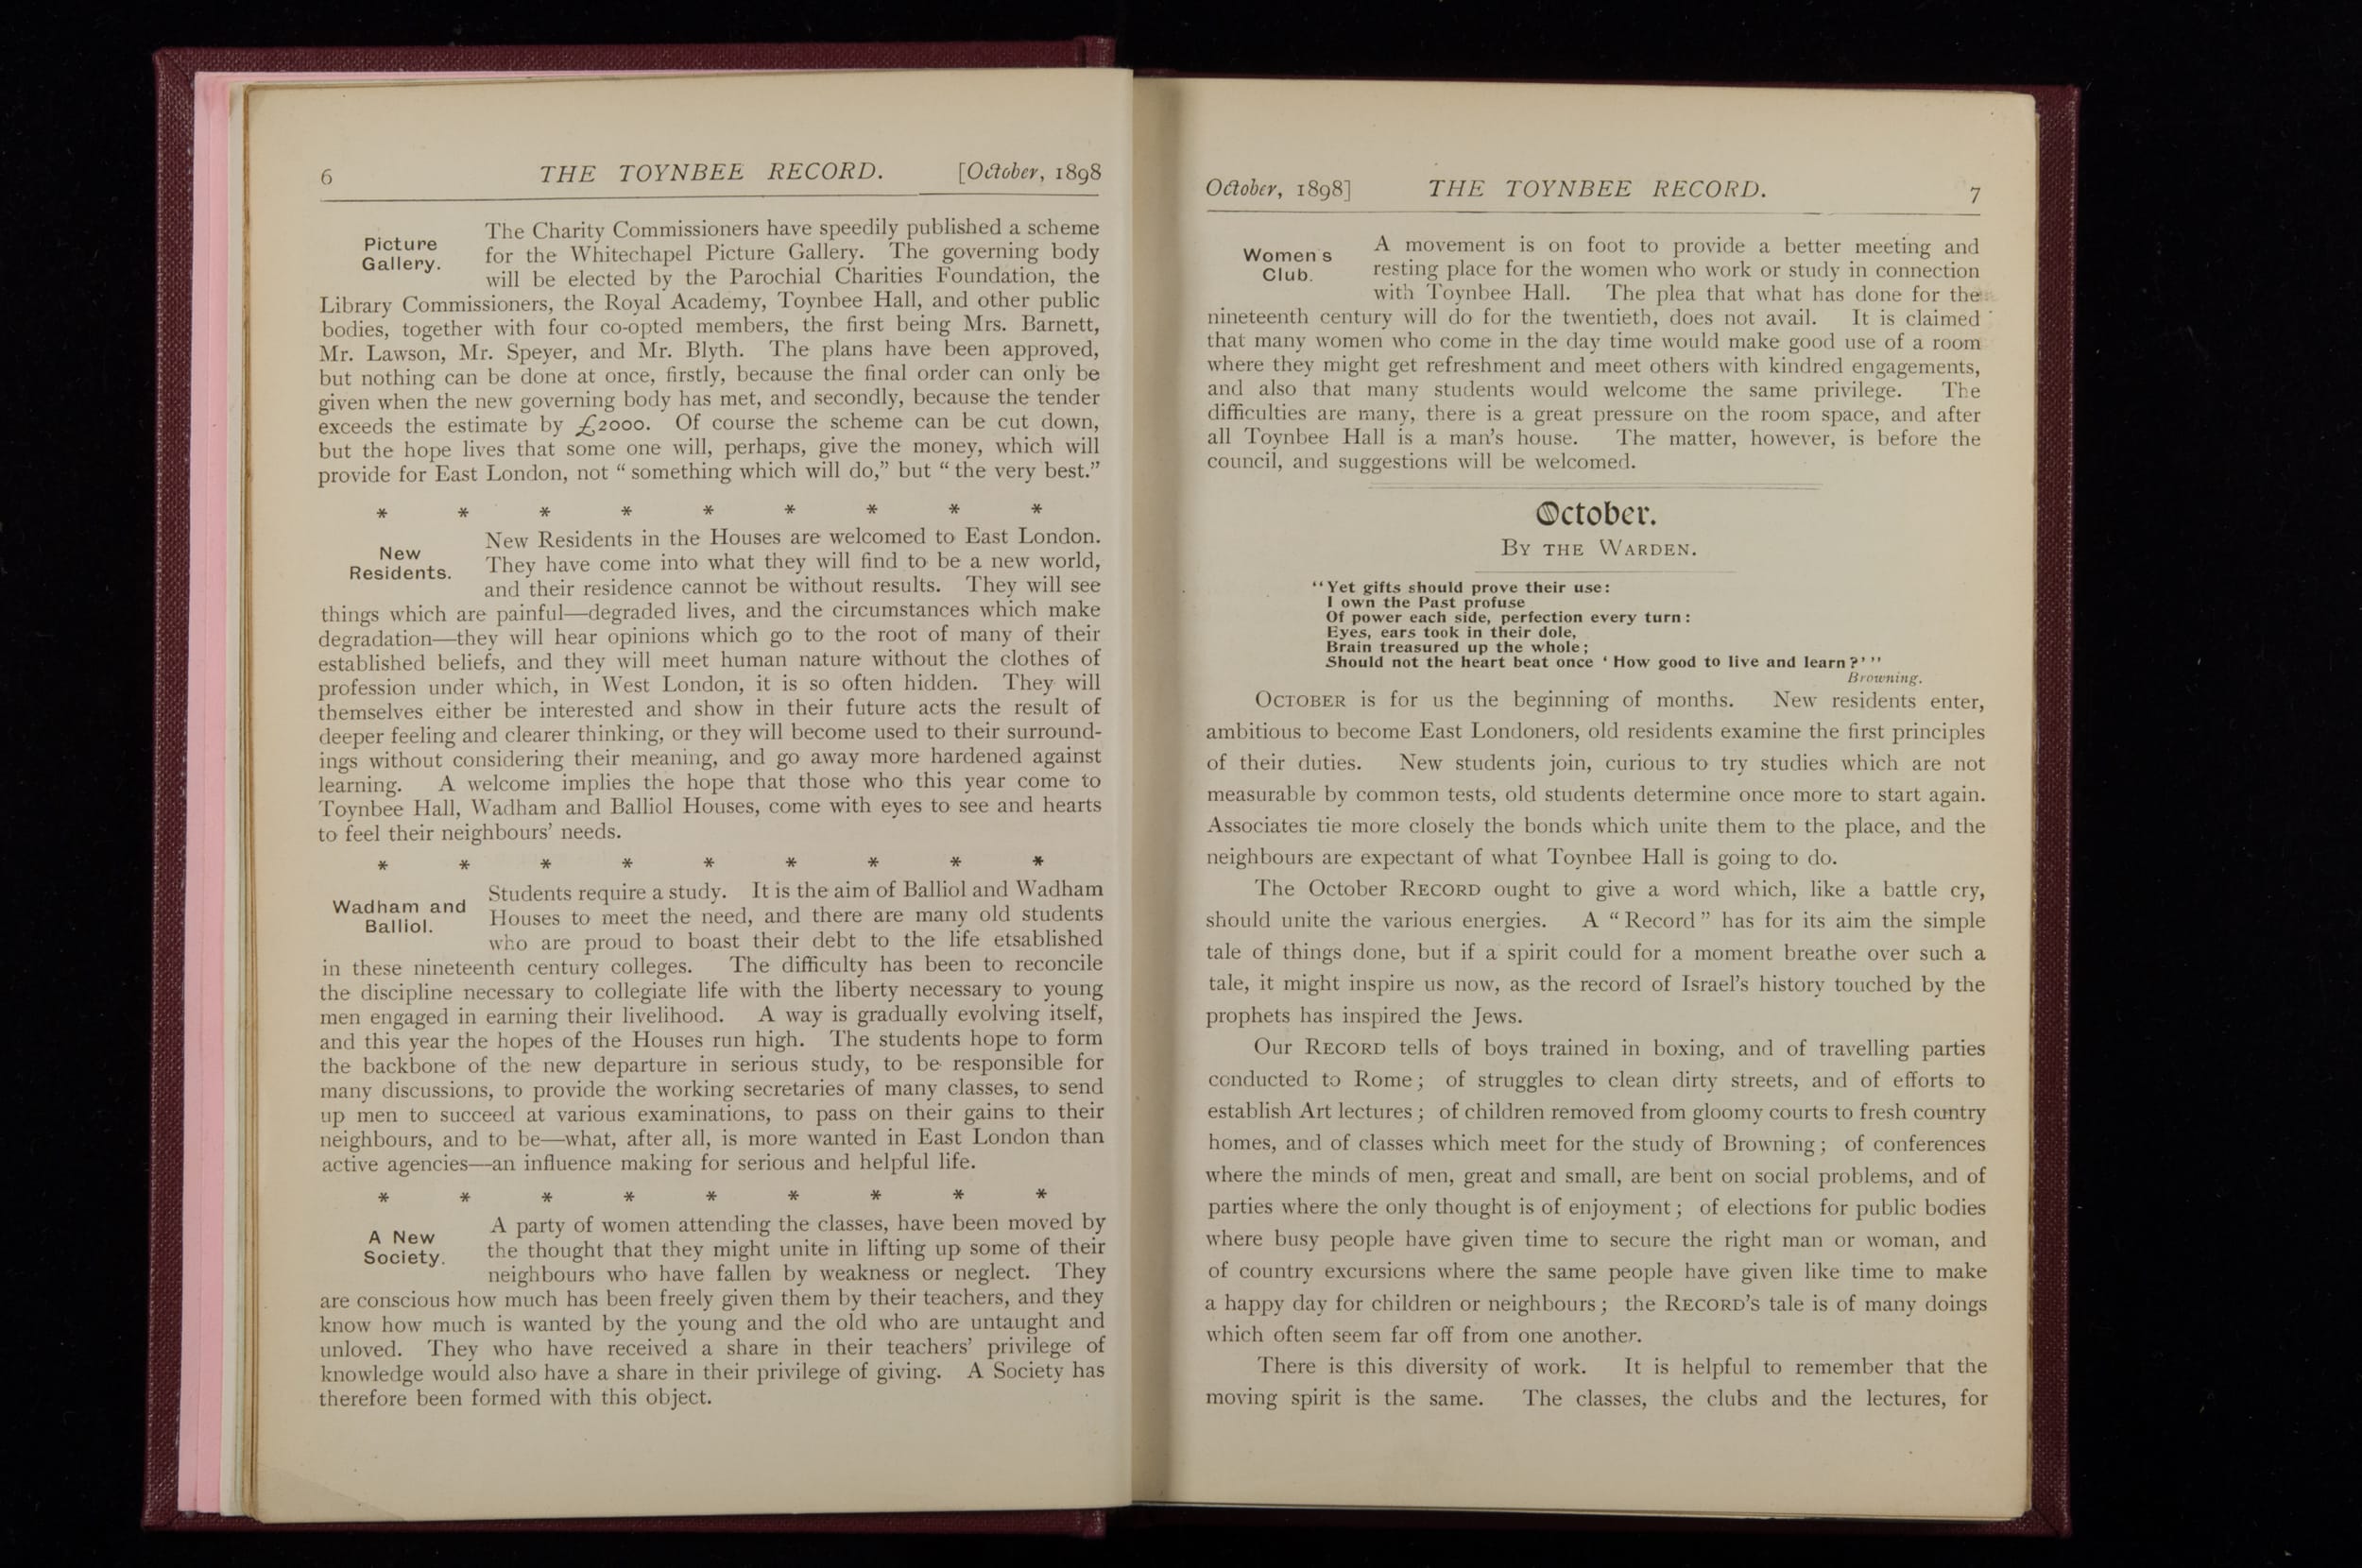 6 THE TOYNBEE RECORD. [October, 1898
Picture
Gallery.
The Charity Commissioners have speedily published a scheme
for the Whitechapel Picture Gallery. The governing body
will be elected by the Parochial Charities Foundation, the
Library Commissioners, the Royal Academy, Toynbee Hall, and other public
bodies, together with four co-opted members, the first being Mrs. Barnett,
Mr. Lawson, Mr. Speyer, and Mr. Blyth. The plans have been approved,
but nothing can be done at once, firstly, because the final order can only be
given when the new governing body has met, and secondly, because the tender
exceeds the estimate by £2000. Of course the scheme can be cut down,
but the hope lives that some one will, perhaps, give the money, which will
provide for East London, not “ something which will do,” but “ the very best.”
* * * * * * * * *
New
Residents.
New Residents in the Houses are welcomed to East London.
They have come into what they will find to be a new world,
and their residence cannot be without results. They will see
things which are painful—degraded lives, and the circumstances which make
degradation—they will hear opinions which go to the root of many of their
established beliefs, and they will meet human nature without the clothes of
profession under which, in West London, it is so often hidden. They will
themselves either be interested and show in their future acts the result of
deeper feeling and clearer thinking, or they will become used to their surround-
ings without considering their meaning, and go away more hardened against
learning. A welcome implies the hope that those who this year come to
Toynbee Hall, Wadham and Balliol Houses, come with eyes to see and hearts
to feel their neighbours’ needs.
* * * * * * * * *
Wadham and
Balliol.
Students require a study. It is the aim of Balliol and Wadham
Houses to meet the need, and there are many old students
who are proud to boast their debt to the life etsablished
in these nineteenth century colleges. The difficulty has been to reconcile
the discipline necessary to collegiate life with the liberty necessary to young
men engaged in earning their livelihood. A way is gradually evolving itself,
and this year the hopes of the Houses run high. The students hope to form
the backbone of the new departure in serious study, to be responsible for
many discussions, to provide the working secretaries of many classes, to send
up men to succeed at various examinations, to pass on their gains to their
neighbours, and to be—what, after all, is more wanted in East London than
active agencies—an influence making for serious and helpful life.
* * * * * * * * *
A New
Society.
A party of women attending the classes, have been moved by
the thought that they might unite in lifting up some of their
neighbours who have fallen by weakness or neglect. They
are conscious how much has been freely given them by their teachers, and they
know how much is wanted by the young and the old who are untaught and
unloved. They who have received a share in their teachers’ privilege of
knowledge would also have a share in their privilege of giving. A Society has
therefore been formed with this object.
October, 1898] THE TOYNBEE RECORD. 7
Women's
Club.
A movement is on foot to provide a better meeting and
resting place for the women who work or study in connection
with Toynbee Hall. The plea that what has done for the
nineteenth century will do for the twentieth, does not avail. It is claimed
that many women who come in the day time would make good use of a room
where they might get refreshment and meet others with kindred engagements,
and also that many students would welcome the same privilege. The
difficulties are many, there is a great pressure on the room space, and after
all Toynbee Hall is a man’s house. The matter, however, is before the
council, and suggestions will be welcomed.
October.
BY THE WARDEN.
“Yet gifts should prove their use:
I own the Past profuse
Of power each side, perfection every turn:
Eyes, ears took in their dole,
Brain treasured up the whole;
Should not the heart beat once ‘ How good to live and learn?’ ”
Browning.
OCTOBER is for us the beginning of months. New residents enter,
ambitious to become East Londoners, old residents examine the first principles
of their duties. New students join, curious to try studies which are not
measurable by common tests, old students determine once more to start again.
Associates tie more closely the bonds which unite them to the place, and the
neighbours are expectant of what Toynbee Hall is going to do.
The October RECORD ought to give a word which, like a battle cry,
should unite the various energies. A “ Record ” has for its aim the simple
tale of things done, but if a spirit could for a moment breathe over such a
tale, it might inspire us now, as the record of Israel’s history touched by the
prophets has inspired the Jews.
Our RECORD tells of boys trained in boxing, and of travelling parties
conducted to Rome; of struggles to clean dirty streets, and of efforts to
establish Art lectures; of children removed from gloomy courts to fresh country
homes, and of classes which meet for the study of Browning; of conferences
where the minds of men, great and small, are bent on social problems, and of
parties where the only thought is of enjoyment; of elections for public bodies
where busy people have given time to secure the right man or woman, and
of country excursions where the same people have given like time to make
a happy day for children or neighbours; the RECORD’S tale is of many doings
which often seem far off from one another.
There is this diversity of work. It is helpful to remember that the
moving spirit is the same. The classes, the clubs and the lectures, for